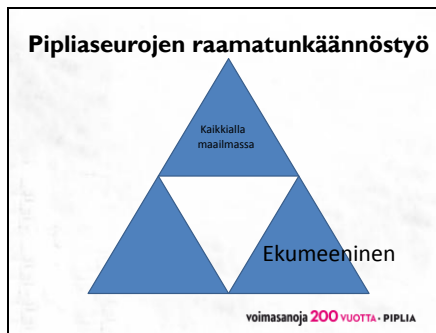 Pipliaseurojen raamatunkäännöstyö
Kaikkialla
maailmassa
Ekumeeninen
voimasanoja 200 VUOTTA · PIPLIA